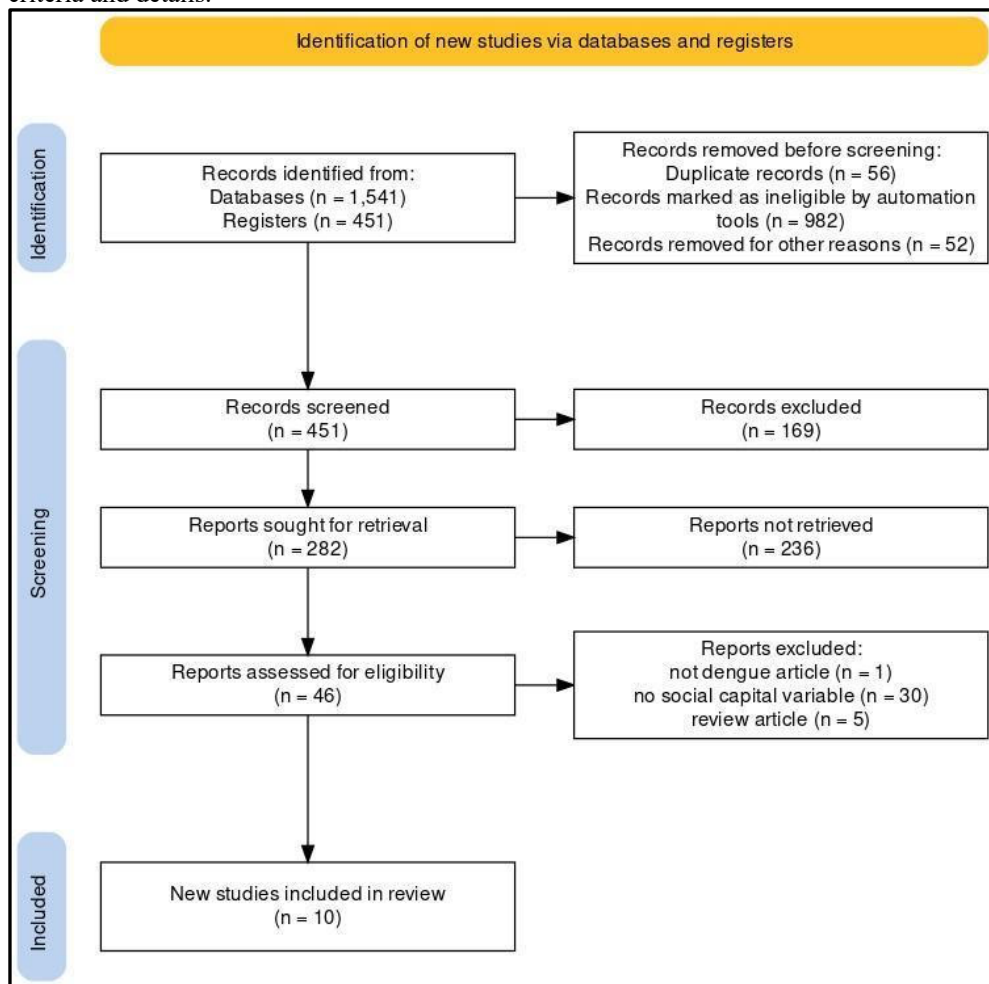 criteria and details.
Identification of new studies via databases and registers
Identification
Records identified from:
Databases (n = 1,541)
Registers (n = 451)
Records removed before screening:
Duplicate records (n = 56)
Records marked as ineligible by automation
tools (n = 982)
Records removed for other reasons (n = 52)
Screening
Records screened
(n = 451)
Records excluded
(n = 169)
Reports sought for retrieval
(n = 282)
Reports not retrieved
(n = 236)
Reports assessed for eligibility
(n = 46)
Reports excluded:
not dengue article (n = 1)
no social capital variable (n = 30)
review article (n = 5)
Included
New studies included in review
(n = 10)